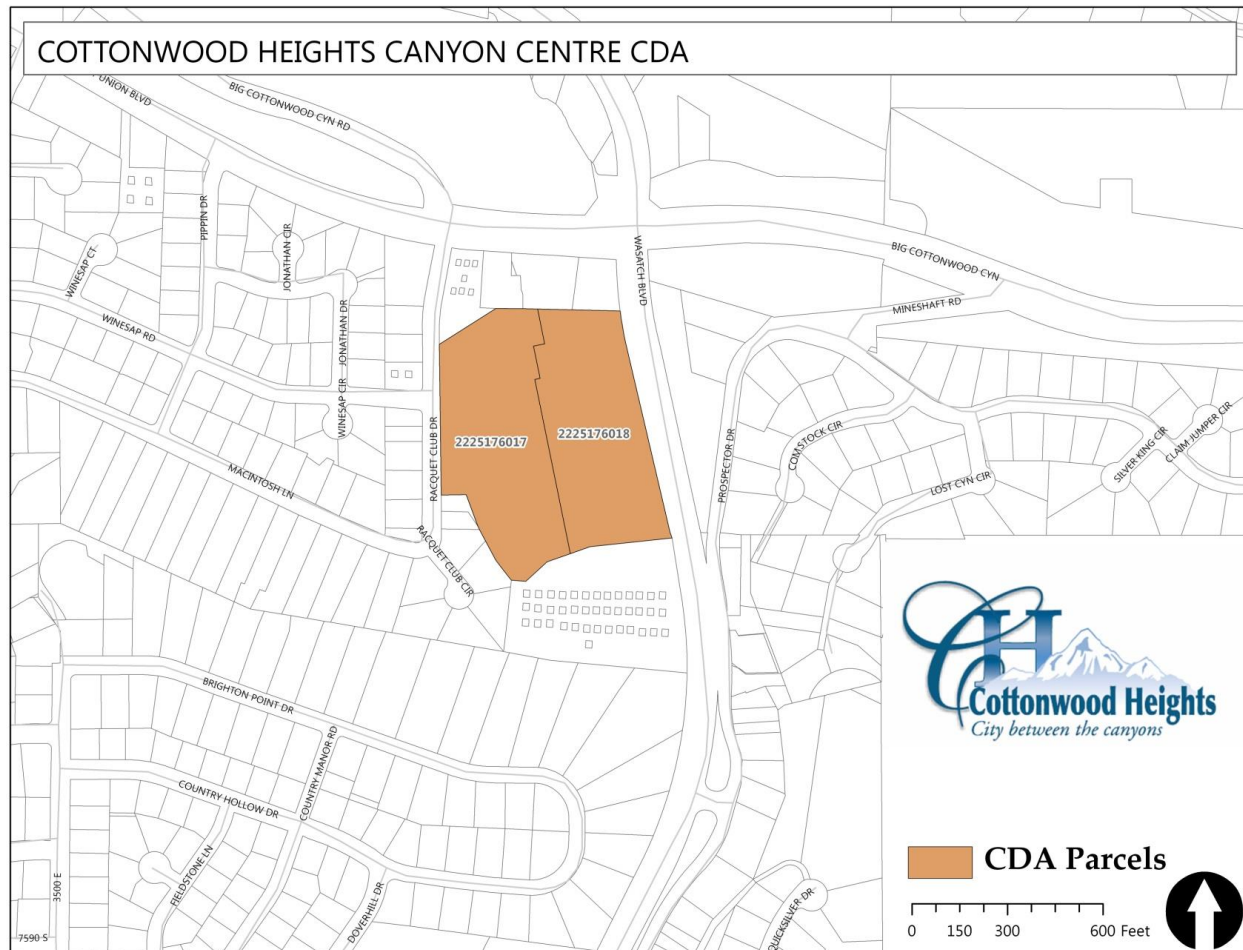 COTTONWOOD HEIGHTS CANYON CENTRE CDA
UNION BLVD
BIG COTTONWOOD CYN RD
PIPPIN DR
JONATHAN CIR
WINESAP CT
WASATCH BLVD
BIG COTTONWOOD CYN
MINESHAFT RD
WINESAP RD
JONATHAN DR
WINESAP CIR
RACQUET CLUB DR
2225176017
2225176018
PROSPECTOR DR
COMSTOCK CIR
SILVER KING CIR
CLAIM JUMPER CIR
LOST CYN CIR
MACINTOSH LN
RACQUET CLUB CIR
BRIGHTON POINT DR
COUNTRY MANOR RD
COUNTRY HOLLOW DR
FIELDSTONE LN
DOVERHILL DR
3500 E
7590 S
QUICKSILVER DR
CH
Cottonwood Heights
City between the canyons
CDA Parcels
0 150 300 600 Feet